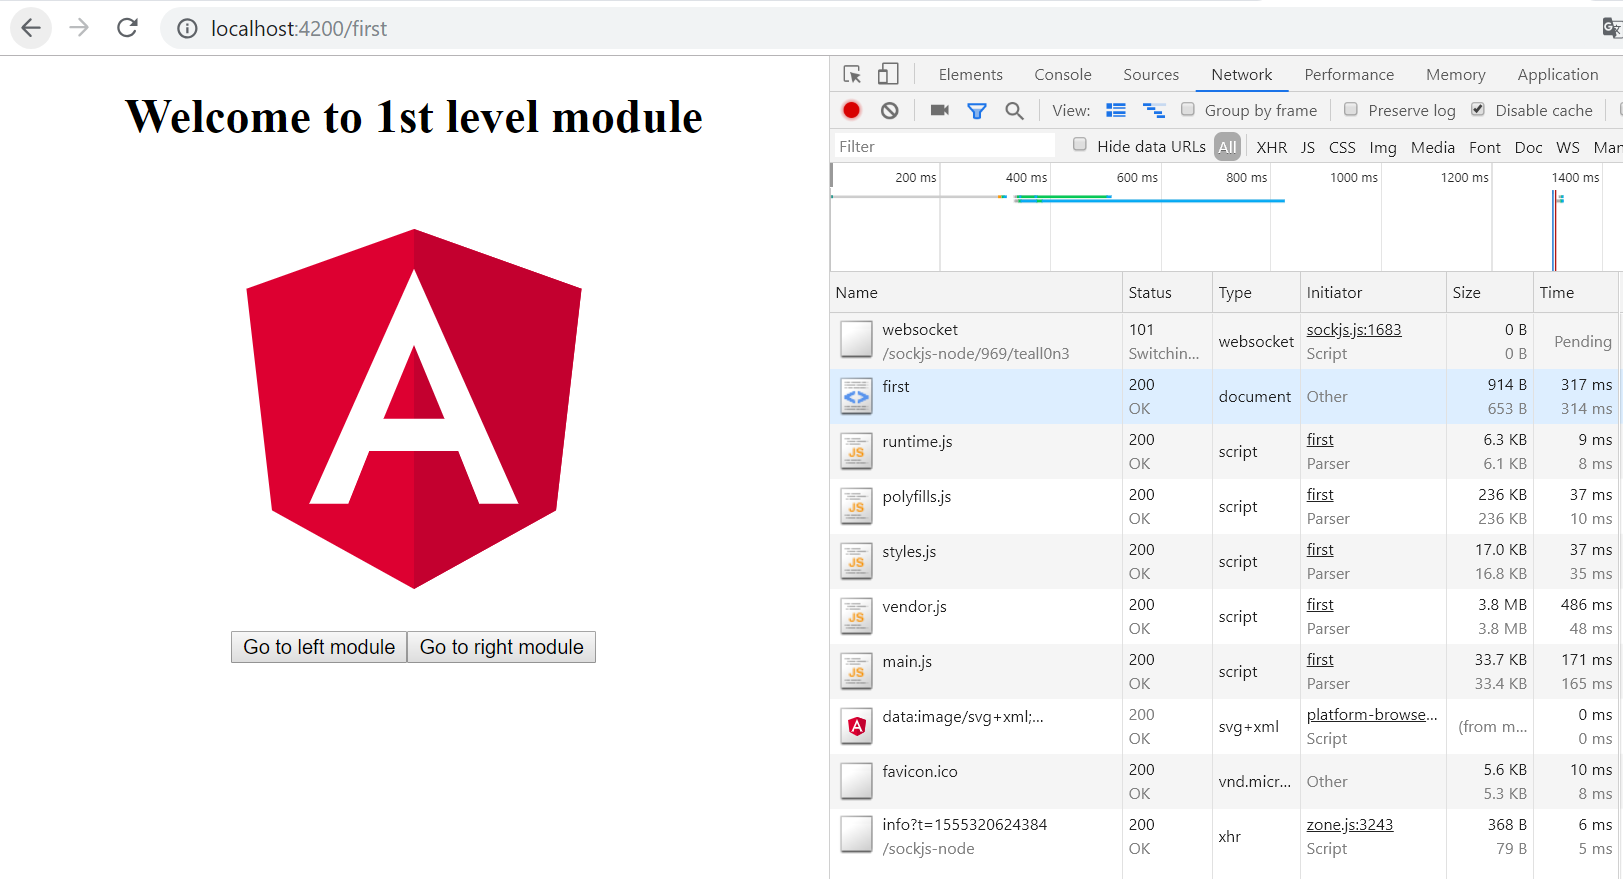 localhost:4200/first
Welcome to 1st level module
Go to left module Go to right module
Elements Console Sources Network Performance Memory Application
View: Group by frame Preserve log Disable cache
Filter Hide data URLs All XHR JS CSS Img Media Font Doc WS Man
200 ms 400 ms 600 ms 800 ms 1000 ms 1200 ms 1400 ms
Name Status Type Initiator Size Time
websocket 101 websocket sockjs.js:1683 0 B Pending
/sockjs-node/969/teall0n3 Switchin... Script 0 B
first 200 document Other 914 B 317 ms
OK 653 B 314 ms
runtime.js 200 script first 6.3 KB 9 ms
OK Parser 6.1 KB 8 ms
polyfills.js 200 script first 236 KB 37 ms
OK Parser 236 KB 10 ms
styles.js 200 script first 17.0 KB 37 ms
OK Parser 16.8 KB 35 ms
vendor.js 200 script first 3.8 MB 486 ms
OK Parser 3.8 MB 48 ms
main.js 200 script first 33.7 KB 171 ms
OK Parser 33.4 KB 165 ms
data:image/svg+xml;... 200 svg+xml platform-browse... (from m... 0 ms
OK Script 0 ms
favicon.ico 200 vnd.micr... Other 5.6 KB 10 ms
OK 5.3 KB 8 ms
info?t=1555320624384 200 xhr zone.js:3243 368 B 6 ms
/sockjs-node OK Script 79 B 5 ms